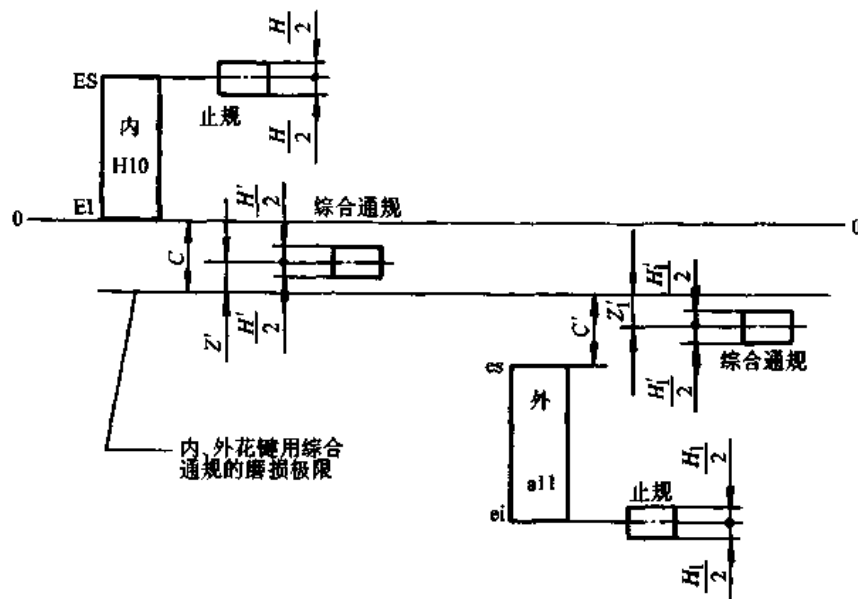 H/2
ES
止规
内
H10
H/2
EI
0
H'/2
综合通规
0
C
Z'
H'/2
C'
Z'₁
H'₁/2
综合通规
H'₁/2
es
外
a11
ei
内、外花键用综合
通规的磨损极限
止规
H₁/2
H₁/2